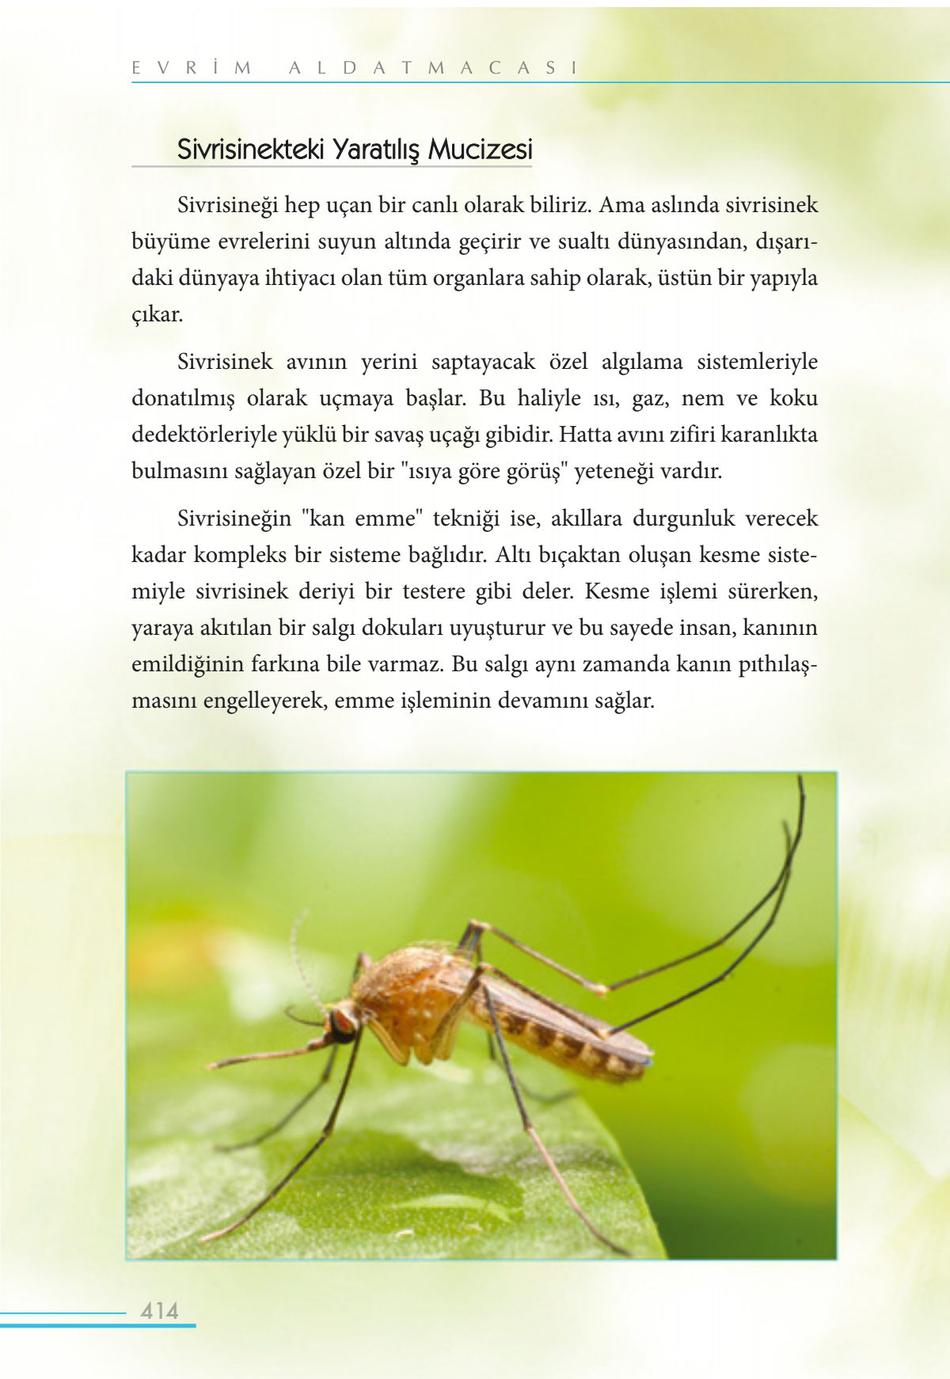 EVRİM ALDATMACASI
Sivrisinekteki Yaratılış Mucizesi
Sivrisineği hep uçan bir canlı olarak biliriz. Ama aslında sivrisinek
büyüme evrelerini suyun altında geçirir ve sualtı dünyasından, dışarı-
daki dünyaya ihtiyacı olan tüm organlara sahip olarak, üstün bir yapıyla
çıkar.
Sivrisinek avının yerini saptayacak özel algılama sistemleriyle
donatılmış olarak uçmaya başlar. Bu haliyle ısı, gaz, nem ve koku
dedektörleriyle yüklü bir savaş uçağı gibidir. Hatta avını zifiri karanlıkta
bulmasını sağlayan özel bir "ısıya göre görüş" yeteneği vardır.
Sivrisineğin "kan emme" tekniği ise, akıllara durgunluk verecek
kadar kompleks bir sisteme bağlıdır. Altı bıçaktan oluşan kesme siste-
miyle sivrisinek deriyi bir testere gibi deler. Kesme işlemi sürerken,
yaraya akıtılan bir salgı dokuları uyuşturur ve bu sayede insan, kanının
emildiğinin farkına bile varmaz. Bu salgı aynı zamanda kanın pıthılaş-
masını engelleyerek, emme işleminin devamını sağlar.
414